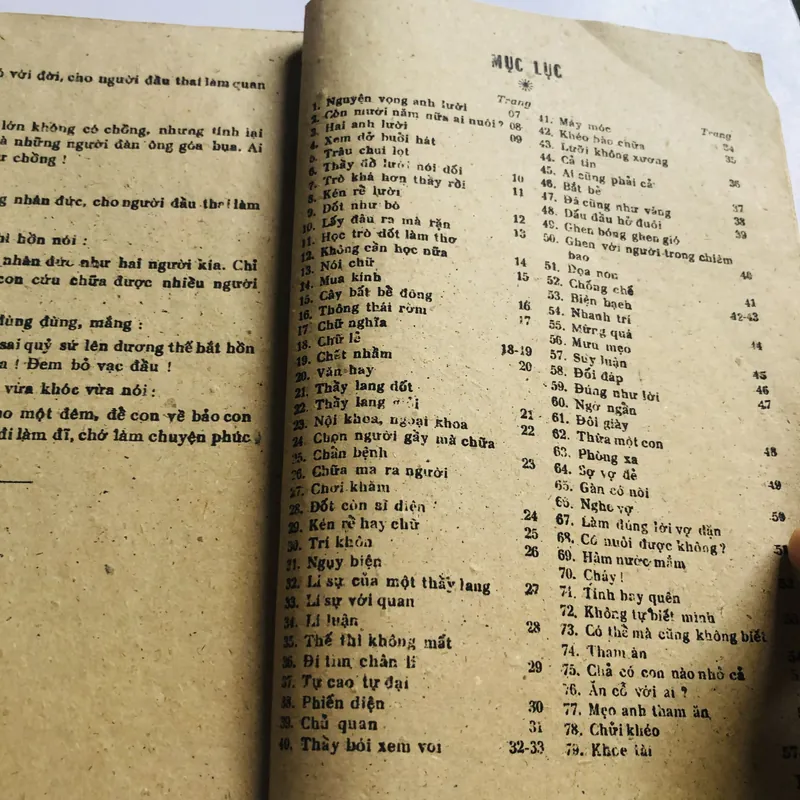 ó với đời, cho người đầu thai làm quan
lớn không có chồng, nhưng tính lại
là những người đàn ông góa bụa. Ai
ư chồng !
g nhân đức, cho người đầu thai làm
hồn nói :
nhân đức như hai người kia. Chỉ
con cứu chữa được nhiều người
đùng đùng, mắng :
sai quỷ sứ lên dương thế bắt hồn
! Đem bỏ vạc dầu !
vừa khóc vừa nói :
một đêm, để con về bảo con
đi làm đĩ, chớ làm chuyện phúc
MỤC LỤC
Trang
1. Nguyện vọng anh lười 07
2. Còn mười năm nữa ai nuôi? 08
3. Hai anh lười 09
4. Xem dở buổi hát
5. Trâu chui lọt
6. Thầy đồ lười nói dối
7. Trò khá hơn thầy rồi 10
8. Kén rể lười 11
9. Dốt như bò
10. Lấy đâu ra mà rặn 12
11. Học trò dốt làm thơ 13
12. Không cần học nữa
13. Nói chữ 14
14. Mua kính 15
15. Cây bất bề đông
16. Thông thái rởm 16
17. Chữ nghĩa 17
18. Chữ lễ
19. Chết nhầm 18-19
20. Văn hay 20
21. Thầy lang dốt
22. Thầy lang
23. Nội khoa, ngoại khoa 21
24. Chọn người gầy mà chữa 22
25. Chẩn bệnh
26. Chữa ma ra người 23
27. Chơi khăm
28. Dốt còn sĩ diện
29. Kén rể hay chữ 24
30. Trí khôn 25
31. Ngụy biện 26
32. Lí sự của một thầy lang
33. Lí sự với quan 27
34. Lí luận
35. Thế thì không mất 28
36. Đi tìm chân lí
37. Tự cao tự đại 29
38. Phiến diện
39. Chủ quan 30
40. Thầy bói xem voi 31
32-33
Trang
41. Máy móc 34
42. Khéo bào chữa 35
43. Lưỡi không xương
44. Cả tin
45. Ai cũng phải cả 36
46. Bắt bẻ
47. Đá cũng như vàng 37
48. Đấu dầu hở đuôi 38
49. Ghen bóng ghen gió 39
50. Ghen với người trong chiêm
bao 40
51. Dọa non
52. Chồng chế
53. Biện bạch 41
54. Nhanh trí 42-43
55. Mừng quà
56. Mưu mẹo 44
57. Suy luận
58. Đối đáp 45
59. Đúng như lời 46
60. Ngớ ngẩn 47
61. Đôi giày
62. Thừa một con
63. Phòng xa 48
64. Sợ vợ đẻ
65. Gàn có nòi 49
66. Nghe vợ
67. Làm đúng lời vợ dặn 50
68. Có nuôi được không? 51
69. Hàm nước mắm
70. Cháy !
71. Tính hay quên
72. Không tự biết mình
73. Có thế mà cũng không biết
74. Tham ăn
75. Chả có con nào nhỏ cả
76. Ăn cỗ với ai ?
77. Mẹo anh tham ăn
78. Chửi khéo
79. Khoe tài